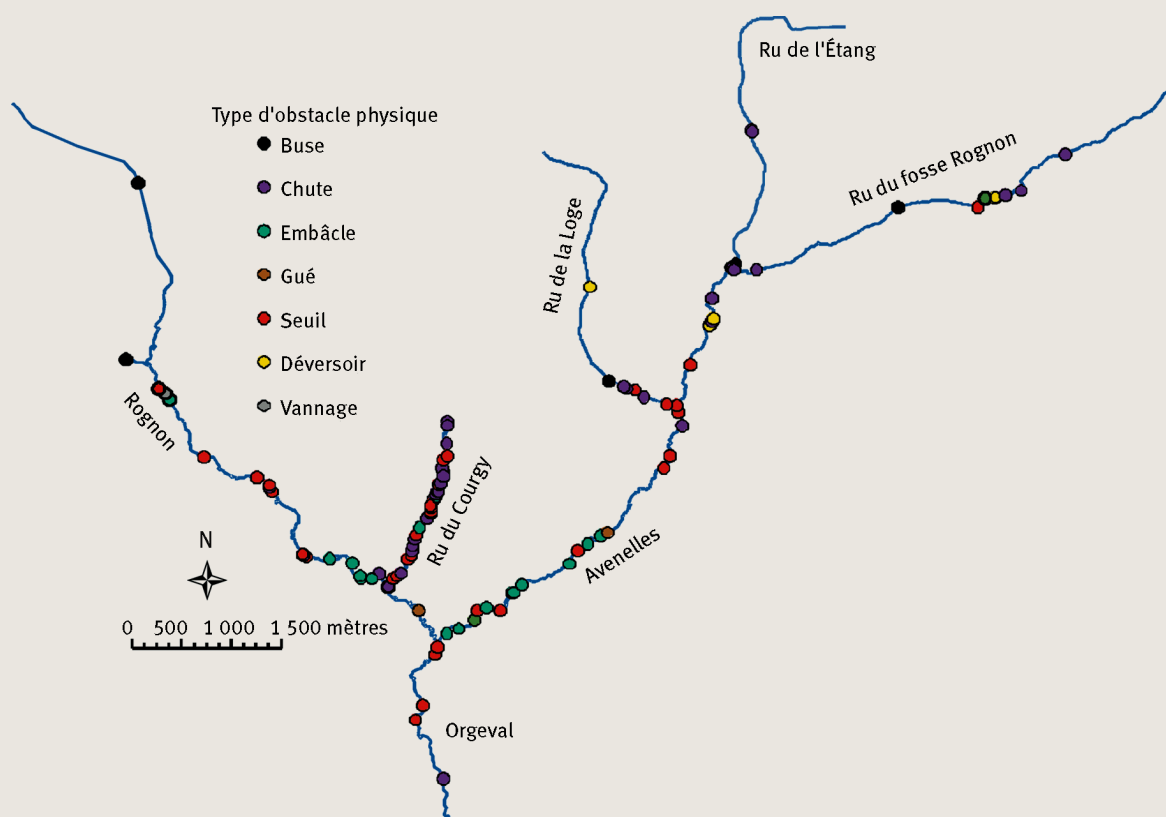 Ru de l'Étang
Type d'obstacle physique
Buse
Chute
Embâcle
Gué
Seuil
Déversoir
Vannage
Ru du fosse Rognon
Ru de la Loge
Rognon
Ru du Courgy
Avenelles
N
0 500 1 000 1 500 mètres
Orgeval